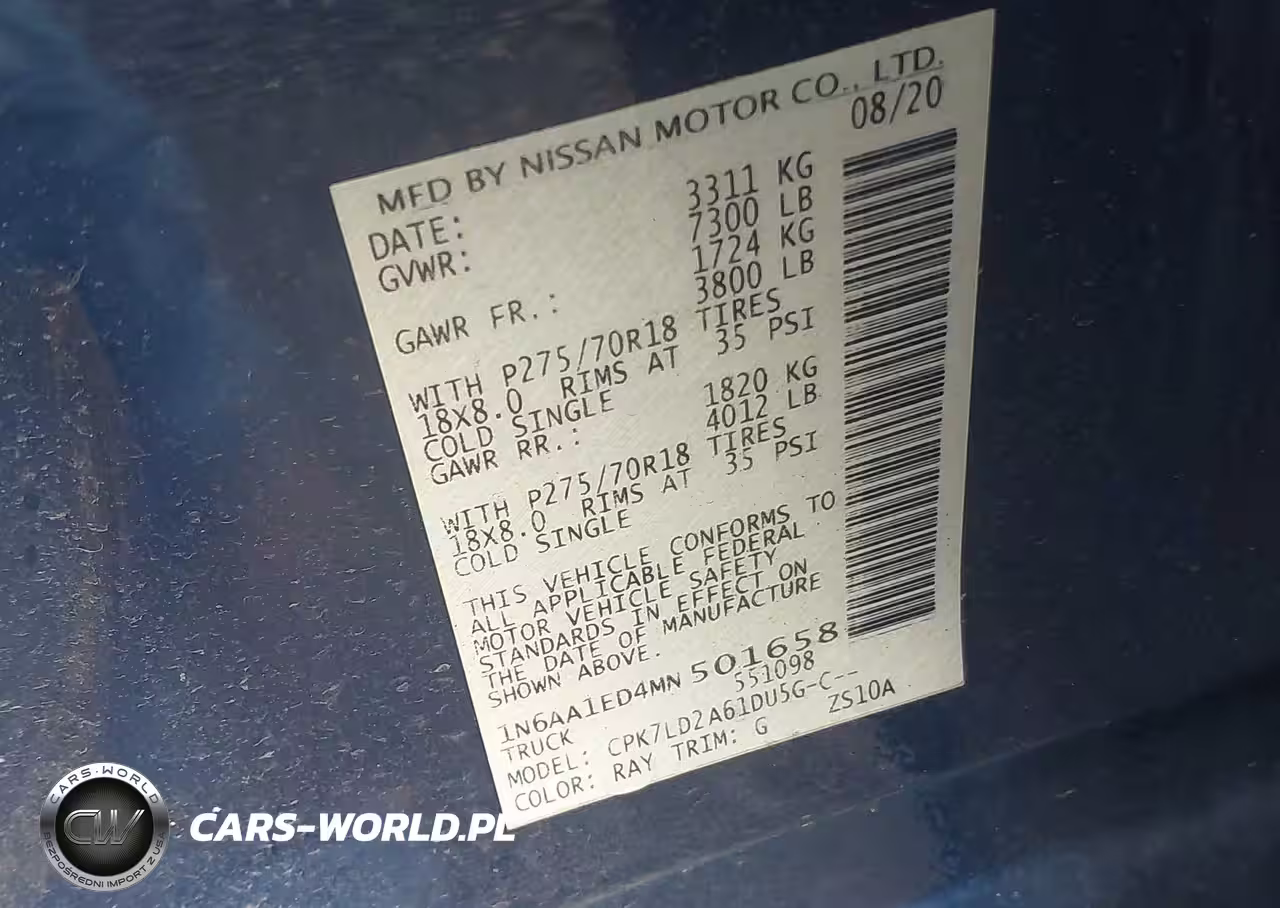 MFD BY NISSAN MOTOR CO., LTD.
DATE: 08/20
GVWR: 3311 KG
7300 LB
GAWR FR.: 1724 KG
3800 LB
WITH P275/70R18 TIRES
18X8.0 RIMS AT 35 PSI
COLD SINGLE
GAWR RR.: 1820 KG
4012 LB
WITH P275/70R18 TIRES
18X8.0 RIMS AT 35 PSI
COLD SINGLE
THIS VEHICLE CONFORMS TO
ALL APPLICABLE FEDERAL
MOTOR VEHICLE SAFETY
STANDARDS IN EFFECT ON
THE DATE OF MANUFACTURE
SHOWN ABOVE.
1N6AA1ED4MN 501658
TRUCK 551098
MODEL: CPK7LD2A61DU5G-C--
COLOR: RAY TRIM: G ZS10A
CARS-WORLD
CW
BEZPOŚREDNI IMPORT Z USA
CARS-WORLD.PL